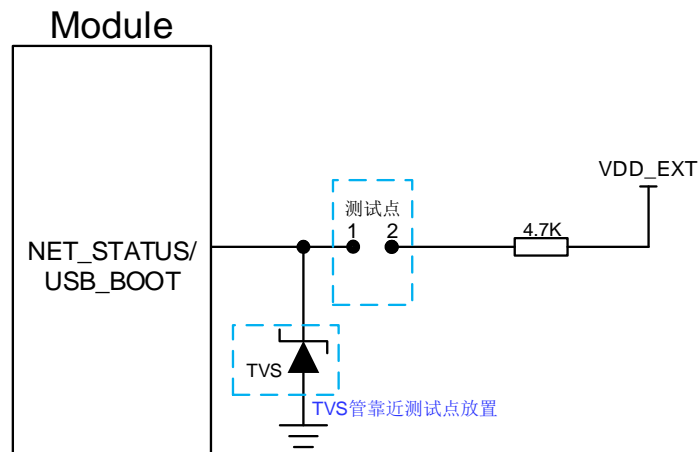 Module
VDD_EXT
测试点
1 2
4.7K
NET_STATUS/
USB_BOOT
TVS
TVS管靠近测试点放置